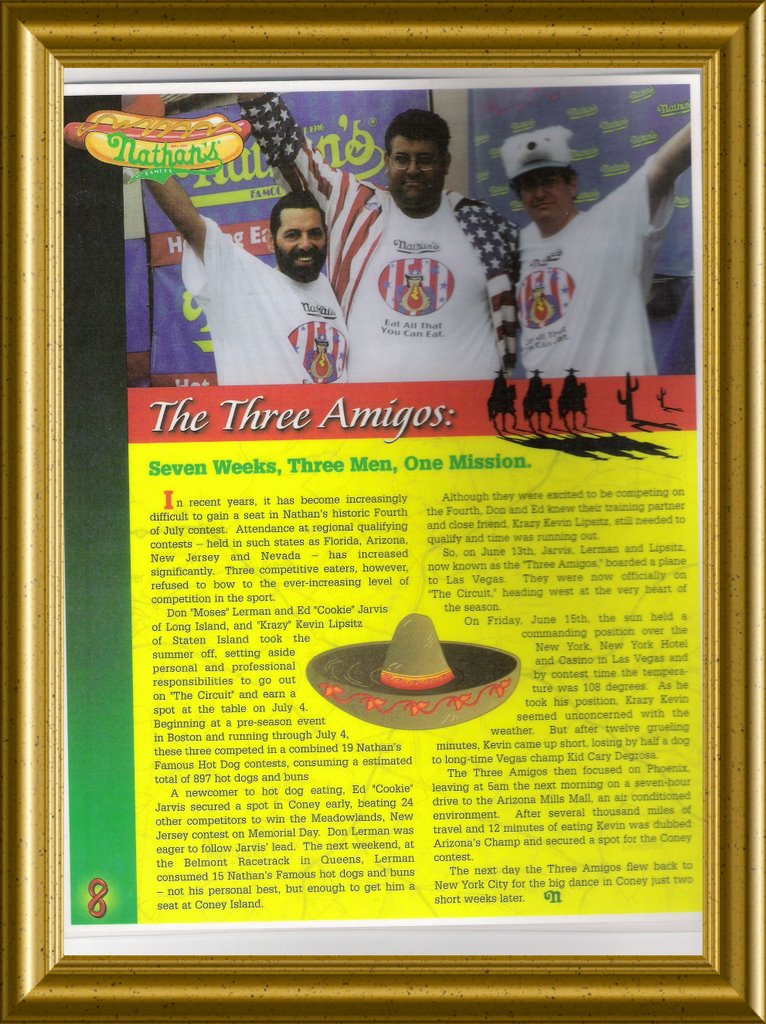 Nathan's
FAMOUS
SINCE 1916
Nathan's
FAMOUS
Nathan's
Nathan's
Eat All That
You Can Eat.
Nathan's
Eat All That
You Can Eat.
The Three Amigos:
Seven Weeks, Three Men, One Mission.
In recent years, it has become increasingly
difficult to gain a seat in Nathan's historic Fourth
of July contest. Attendance at regional qualifying
contests – held in such states as Florida, Arizona,
New Jersey and Nevada – has increased
significantly. Three competitive eaters, however,
refused to bow to the ever-increasing level of
competition in the sport.
Don "Moses" Lerman and Ed "Cookie" Jarvis
of Long Island, and "Krazy" Kevin Lipsitz
of Staten Island took the
summer off, setting aside
personal and professional
responsibilities to go out
on "The Circuit" and earn a
spot at the table on July 4.
Beginning at a pre-season event
in Boston and running through July 4,
these three competed in a combined 19 Nathan's
Famous Hot Dog contests, consuming a estimated
total of 897 hot dogs and buns
A newcomer to hot dog eating, Ed "Cookie"
Jarvis secured a spot in Coney early, beating 24
other competitors to win the Meadowlands, New
Jersey contest on Memorial Day. Don Lerman was
eager to follow Jarvis' lead. The next weekend, at
the Belmont Racetrack in Queens, Lerman
consumed 15 Nathan's Famous hot dogs and buns
– not his personal best, but enough to get him a
seat at Coney Island.
Although they were excited to be competing on
the Fourth, Don and Ed knew their training partner
and close friend, Krazy Kevin Lipsitz, still needed to
qualify and time was running out.
So, on June 13th, Jarvis, Lerman and Lipsitz,
now known as the "Three Amigos," boarded a plane
to Las Vegas. They were now officially on
"The Circuit," heading west at the very heart of
the season.
On Friday, June 15th, the sun held a
commanding position over the
New York, New York Hotel
and Casino in Las Vegas and
by contest time the tempera-
ture was 108 degrees. As he
took his position, Krazy Kevin
seemed unconcerned with the
weather. But after twelve grueling
minutes, Kevin came up short, losing by half a dog
to long-time Vegas champ Kid Cary Degrosa.
The Three Amigos then focused on Phoenix,
leaving at 5am the next morning on a seven-hour
drive to the Arizona Mills Mall, an air conditioned
environment. After several thousand miles of
travel and 12 minutes of eating Kevin was dubbed
Arizona's Champ and secured a spot for the Coney
contest.
The next day the Three Amigos flew back to
New York City for the big dance in Coney just two
short weeks later. n
8